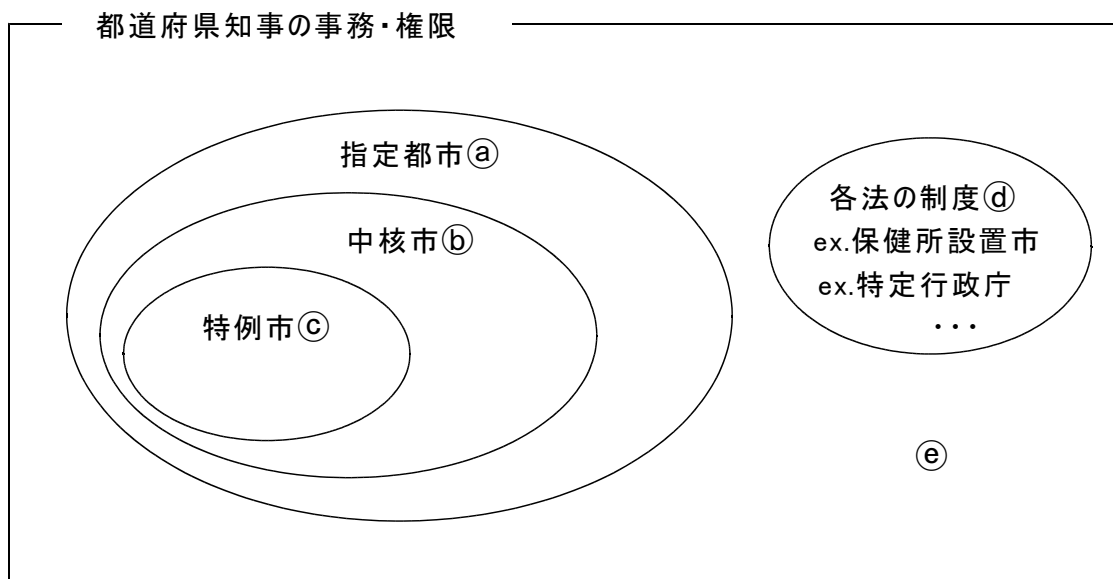 都道府県知事の事務・権限
指定都市ⓐ
中核市ⓑ
特例市ⓒ
各法の制度ⓓ
ex.保健所設置市
ex.特定行政庁
・・・
ⓔ